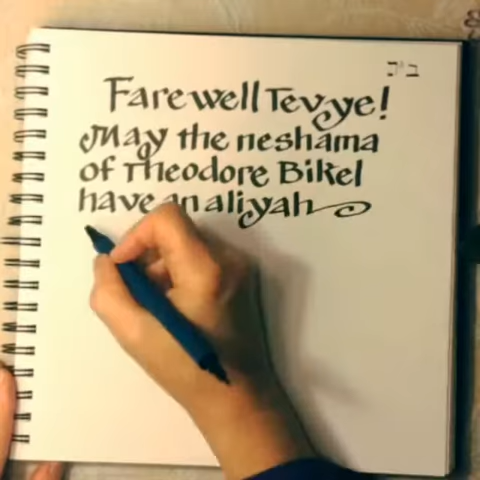 ב״ה
Farewell Tevye!
May the neshama
of Theodore Bikel
have an aliyah